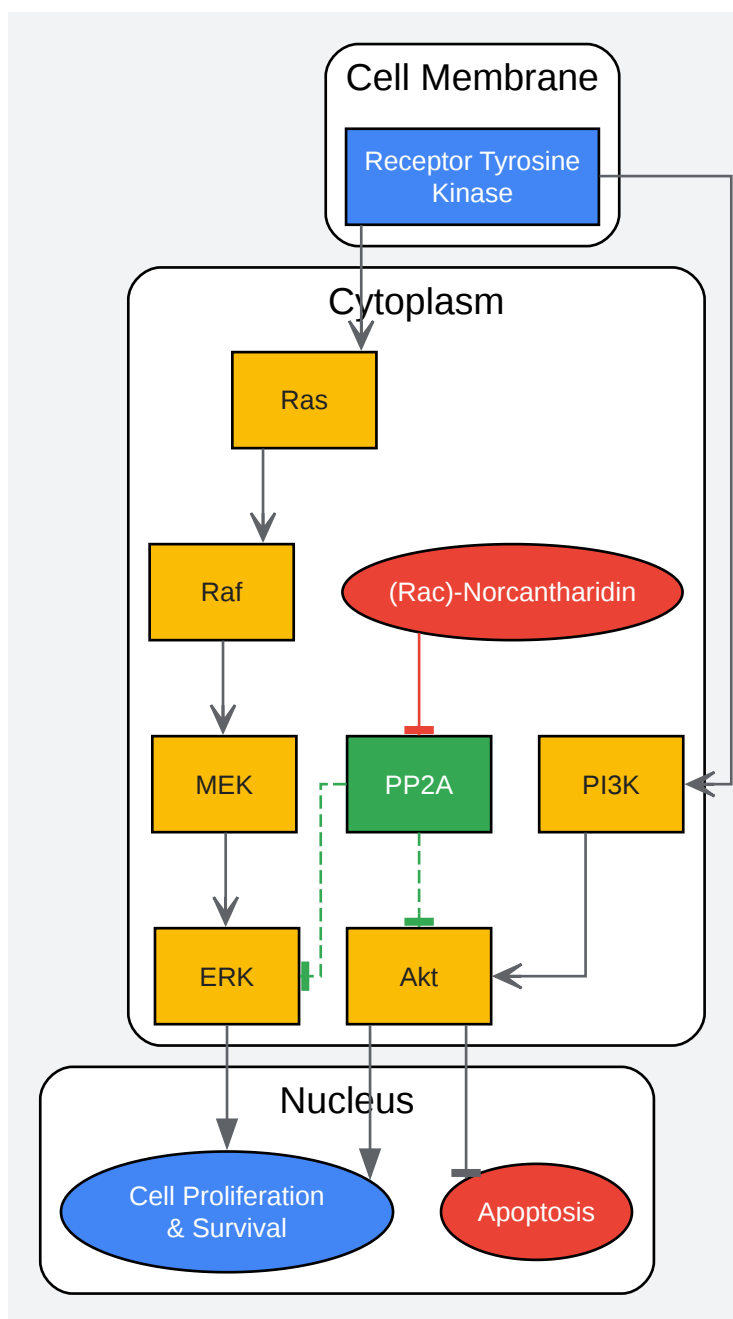 Cell Membrane
Receptor Tyrosine
Kinase
Cytoplasm
Ras
Raf
(Rac)-Norcantharidin
MEK
PP2A
PI3K
ERK
Akt
Nucleus
Cell Proliferation
& Survival
Apoptosis